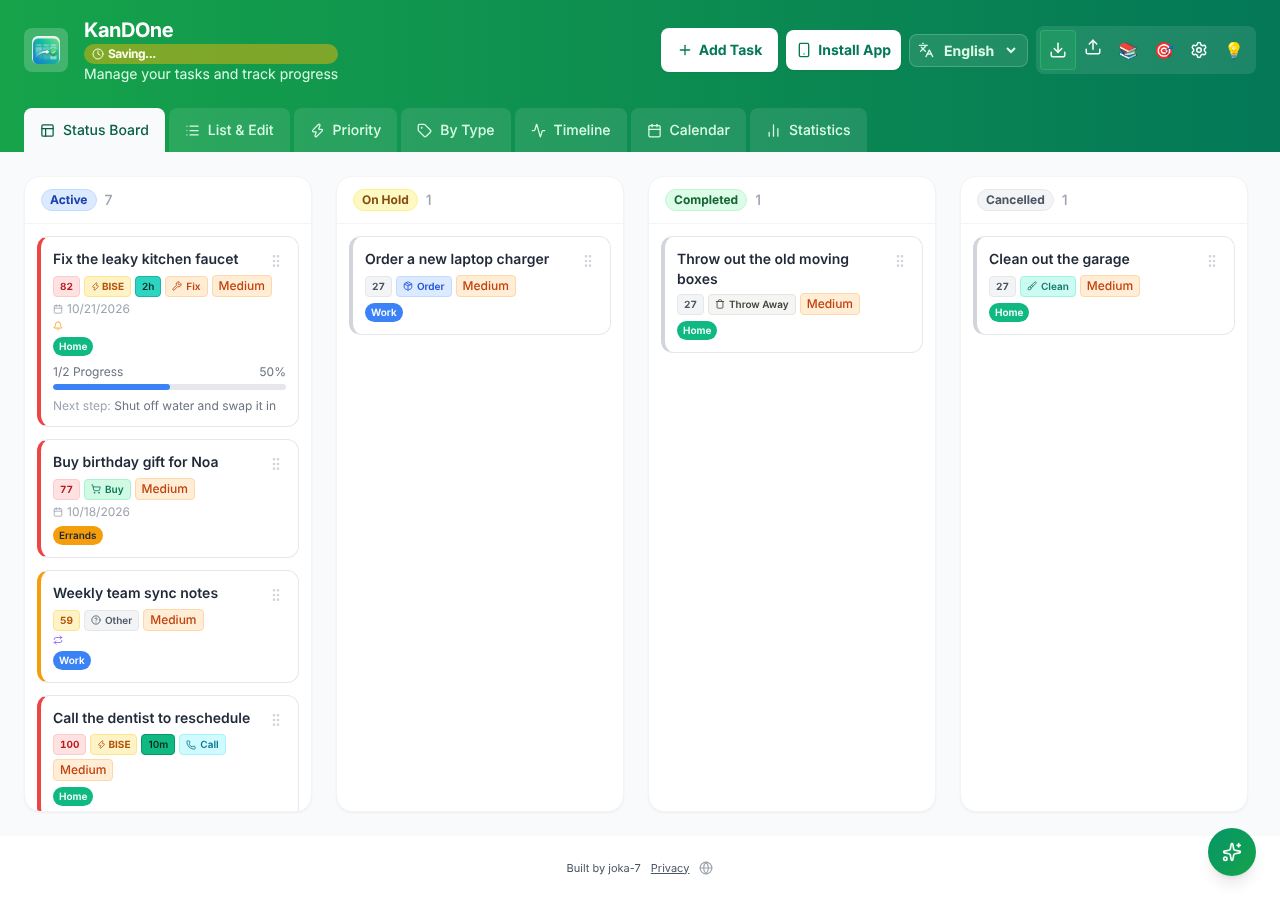 KanDOne
Saving...
Manage your tasks and track progress
Add Task
Install App
English
Status Board
List & Edit
Priority
By Type
Timeline
Calendar
Statistics
Active 7
Fix the leaky kitchen faucet
82 BISE 2h Fix Medium
10/21/2026
Home
1/2 Progress 50%
Next step: Shut off water and swap it in
Buy birthday gift for Noa
77 Buy Medium
10/18/2026
Errands
Weekly team sync notes
59 Other Medium
Work
Call the dentist to reschedule
100 BISE 10m Call
Medium
Home
On Hold 1
Order a new laptop charger
27 Order Medium
Work
Completed 1
Throw out the old moving
boxes
27 Throw Away Medium
Home
Cancelled 1
Clean out the garage
27 Clean Medium
Home
Built by joka-7 Privacy